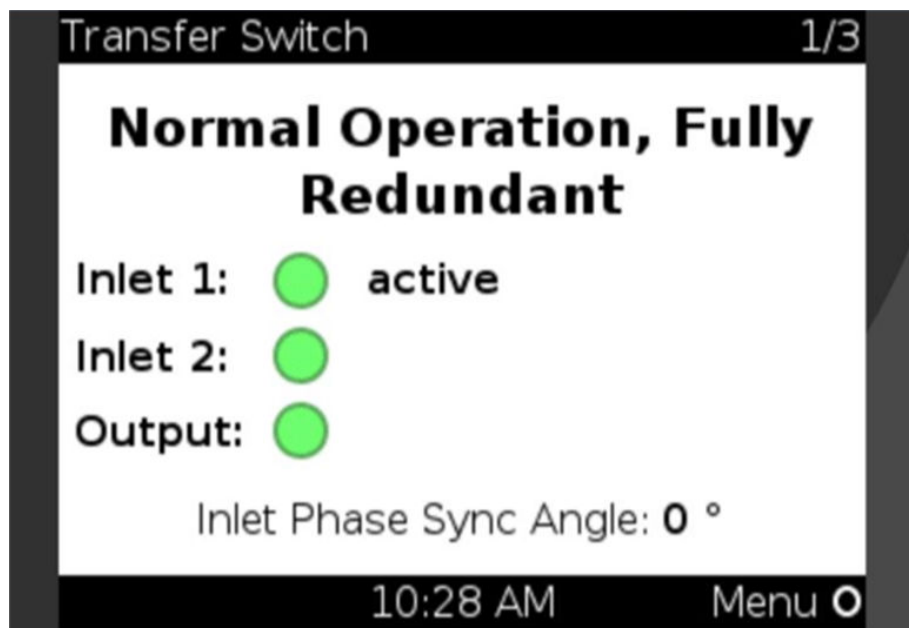 Transfer Switch 1/3
Normal Operation, Fully
Redundant
Inlet 1: active
Inlet 2:
Output:
Inlet Phase Sync Angle: 0 °
10:28 AM Menu